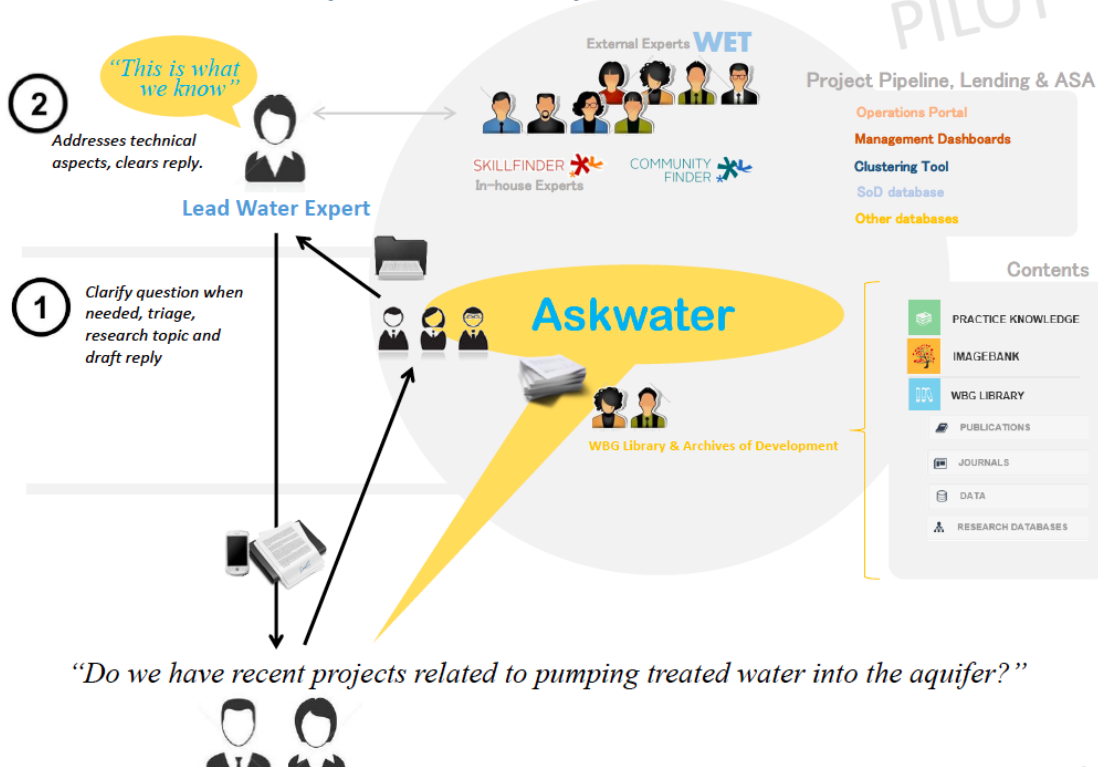 PILOT
External Experts WET
"This is what
we know"
2
Addresses technical
aspects, clears reply.
Lead Water Expert
SKILLFINDER
In-house Experts
COMMUNITY
FINDER
Project Pipeline, Lending & ASA
Operations Portal
Management Dashboards
Clustering Tool
SoD database
Other databases
1
Clarify question when
needed, triage,
research topic and
draft reply
Askwater
WBG Library & Archives of Development
Contents
PRACTICE KNOWLEDGE
IMAGEBANK
WBG LIBRARY
PUBLICATIONS
JOURNALS
DATA
RESEARCH DATABASES
"Do we have recent projects related to pumping treated water into the aquifer?"